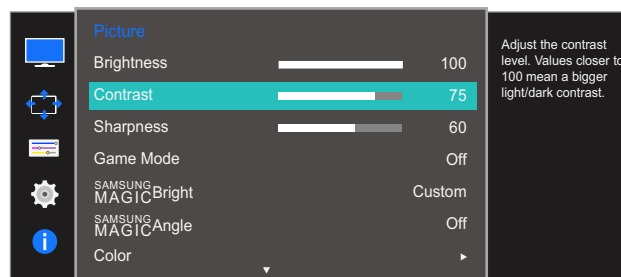 Picture
Brightness 100
Contrast 75
Sharpness 60
Game Mode Off
SAMSUNG
MAGICBright Custom
SAMSUNG
MAGICAngle Off
Color
Adjust the contrast
level. Values closer to
100 mean a bigger
light/dark contrast.